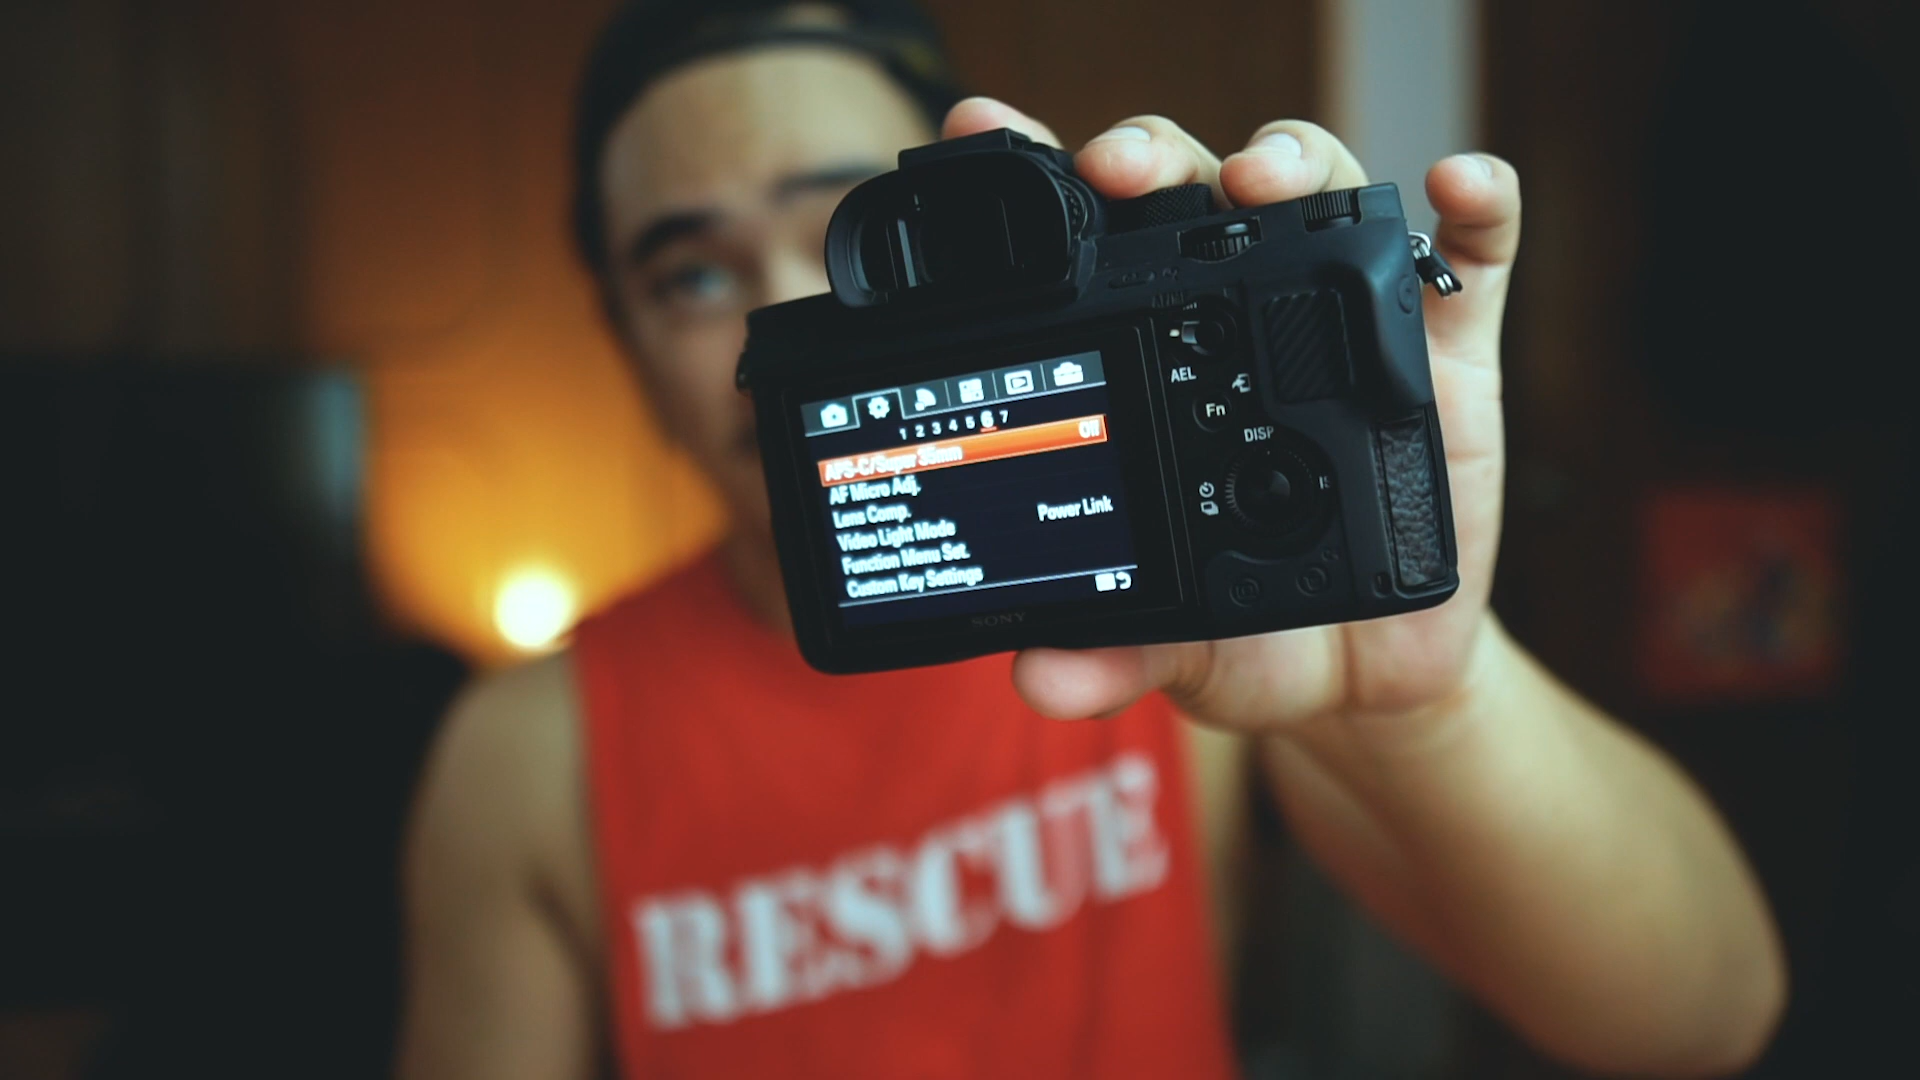 1 2 3 4 5 6 7
APS-C/Super 35mm Off
AF Micro Adj.
Lens Comp.
Video Light Mode Power Link
Function Menu Set.
Custom Key Settings
SONY
AEL
Fn
DISP
RESCUE